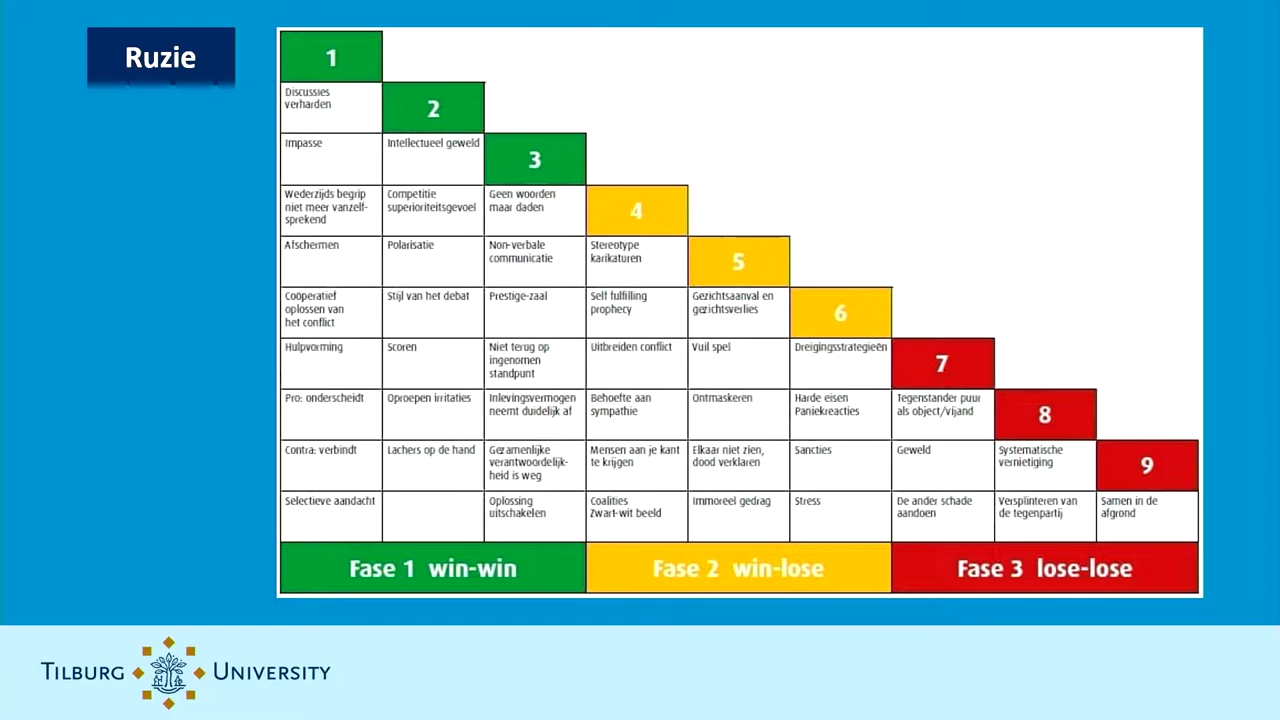 Ruzie
1
Discussies
verharden
2
Impasse
Intellectueel geweld
3
Wederzijds begrip
niet meer vanzelf-
sprekend
Competitie
superioriteitsgevoel
Geen woorden
maar daden
4
Afschermen
Polarisatie
Non-verbale
communicatie
Stereotype
karikaturen
5
Coöperatief
oplossen van
het conflict
Stijl van het debat
Prestige-zaal
Self fulfilling
prophecy
Gezichtsaanval en
gezichtsverlies
6
Hulpvorming
Scoren
Niet terug op
ingenomen
standpunt
Uitbreiden conflict
Vuil spel
Dreigingsstrategieën
7
Pro: onderscheidt
Oproepen irritaties
Inlevingsvermogen
neemt duidelijk af
Behoefte aan
sympathie
Ontmaskeren
Harde eisen
Paniekreacties
Tegenstander puur
als object/vijand
8
Contra: verbindt
Lachers op de hand
Gezamenlijke
verantwoordelijk-
heid is weg
Mensen aan je kant
te krijgen
Elkaar niet zien,
dood verklaren
Sancties
Geweld
Systematische
vernietiging
9
Selectieve aandacht
Oplossing
uitschakelen
Coalities
Zwart-wit beeld
Immoreel gedrag
Stress
De ander schade
aandoen
Versplinteren van
de tegenpartij
Samen in de
afgrond
Fase 1 win-win
Fase 2 win-lose
Fase 3 lose-lose
TILBURG UNIVERSITY